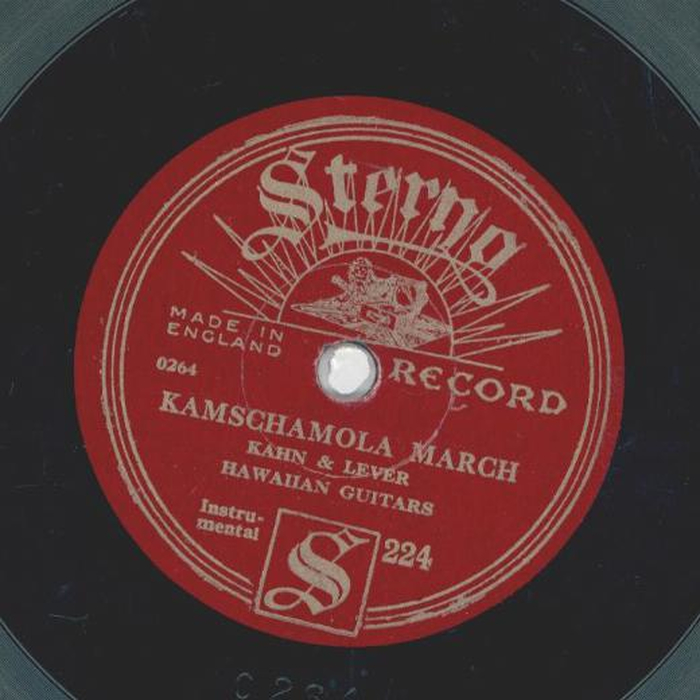 Sterno
MADE IN
ENGLAND
RECORD
0264
KAMSCHAMOLA MARCH
KAHN & LEVER
HAWAIIAN GUITARS
Instru-
mental
S
224